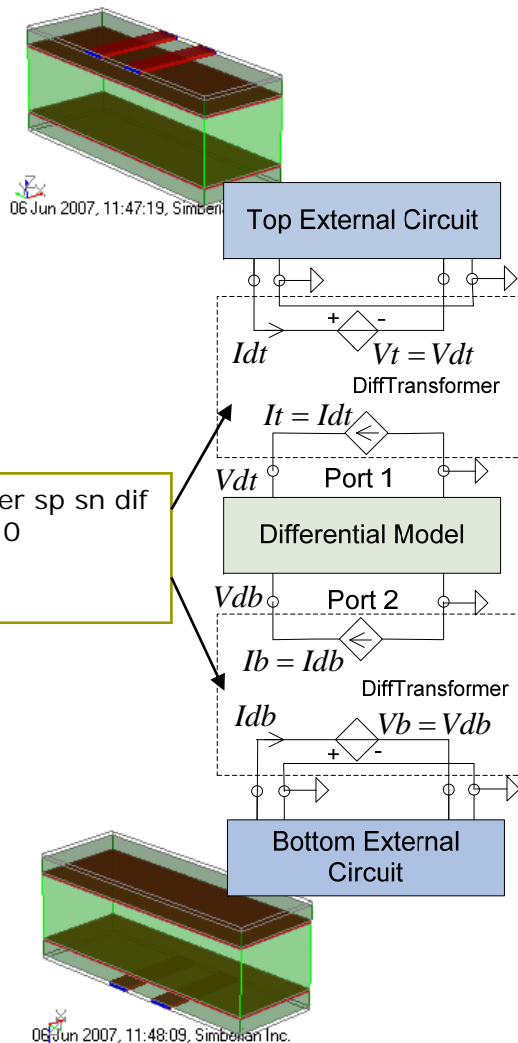 06 Jun 2007, 11:47:19,
Top External Circuit
+ -
Idt
Vt = Vdt
DiffTransformer
It = Idt
Vdt
Port 1
er sp sn dif
0
Differential Model
Vdb
Port 2
Ib = Idb
DiffTransformer
Idb
Vb = Vdb
+ -
Bottom External
Circuit
06 Jun 2007, 11:48:09, Simberian Inc.